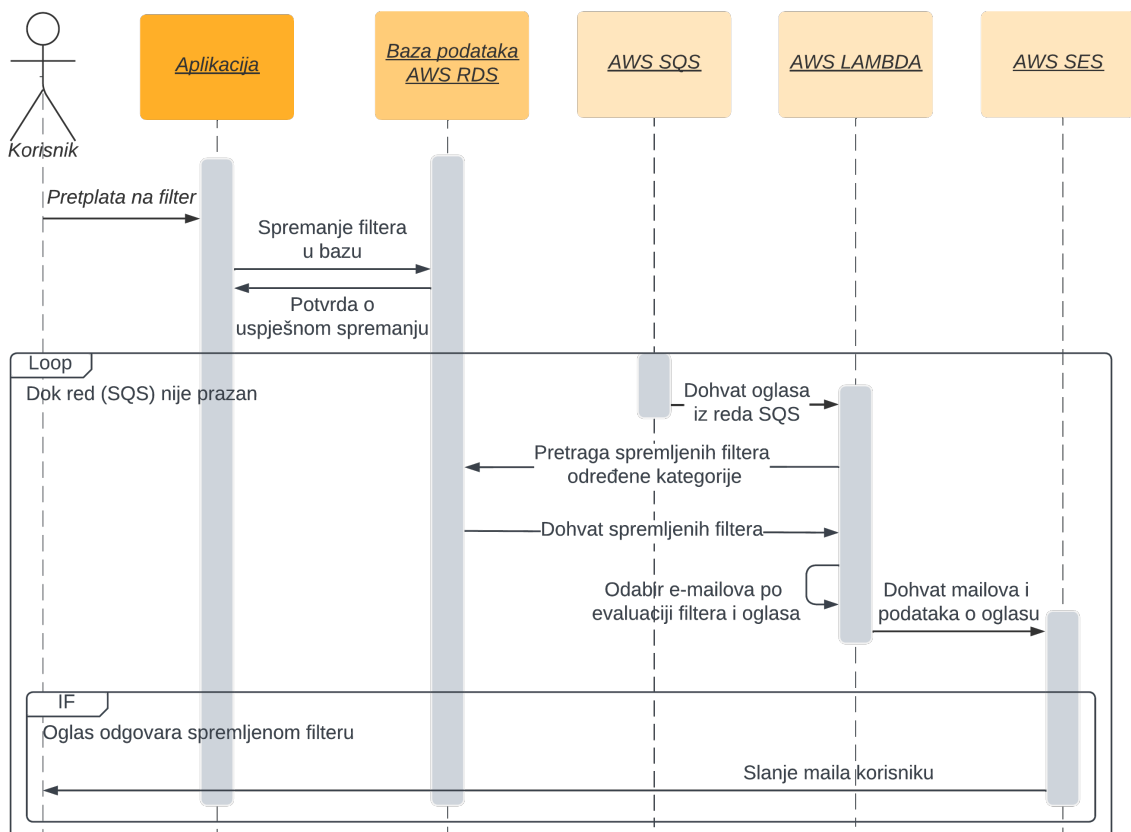 Aplikacija
Baza podataka
AWS RDS
AWS SQS
AWS LAMBDA
AWS SES
Korisnik
Pretplata na filter
Spremanje filtera
u bazu
Potvrda o
uspješnom spremanju
Loop
Dok red (SQS) nije prazan
Dohvat oglasa
iz reda SQS
Pretraga spremljenih filtera
određene kategorije
Dohvat spremljenih filtera
Odabir e-mailova po
evaluaciji filtera i oglasa
Dohvat mailova i
podataka o oglasu
IF
Oglas odgovara spremljenom filteru
Slanje maila korisniku